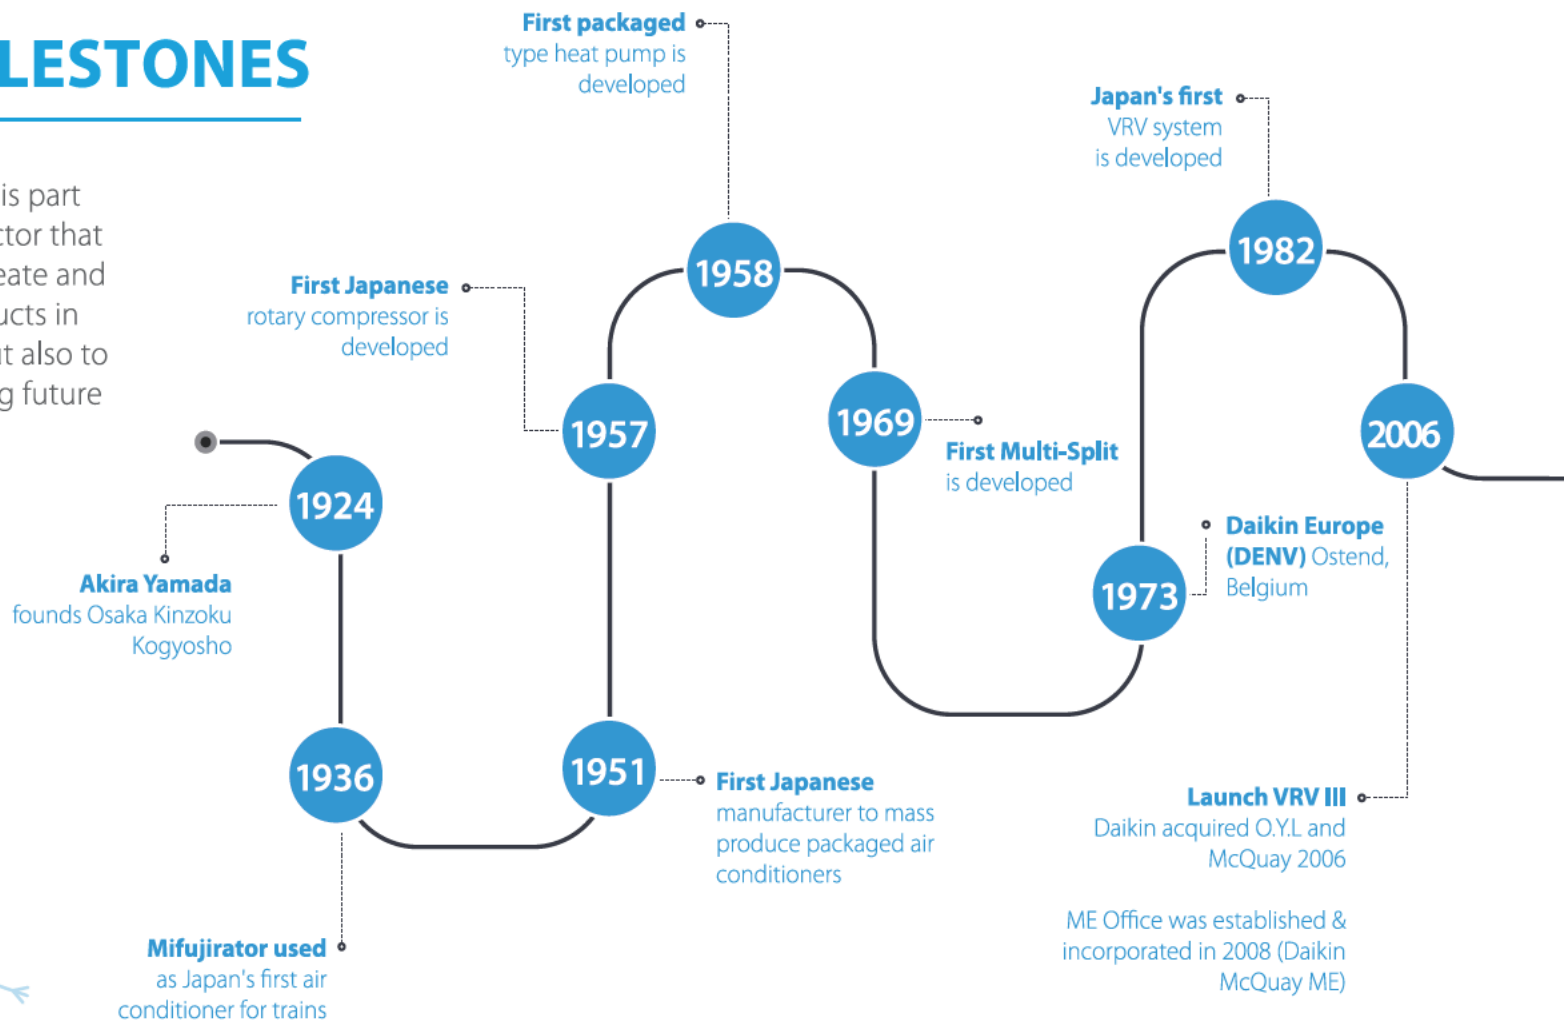 LESTONES
is part
ctor that
eate and
ucts in
ut also to
g future
1924
Akira Yamada
founds Osaka Kinzoku
Kogyosho
1936
Mifujirator used
as Japan's first air
conditioner for trains
1951
First Japanese
manufacturer to mass
produce packaged air
conditioners
1957
First Japanese
rotary compressor is
developed
1958
First packaged
type heat pump is
developed
1969
First Multi-Split
is developed
1973
Daikin Europe
(DENV) Ostend,
Belgium
1982
Japan's first
VRV system
is developed
2006
Launch VRV III
Daikin acquired O.Y.L and
McQuay 2006
ME Office was established &
incorporated in 2008 (Daikin
McQuay ME)